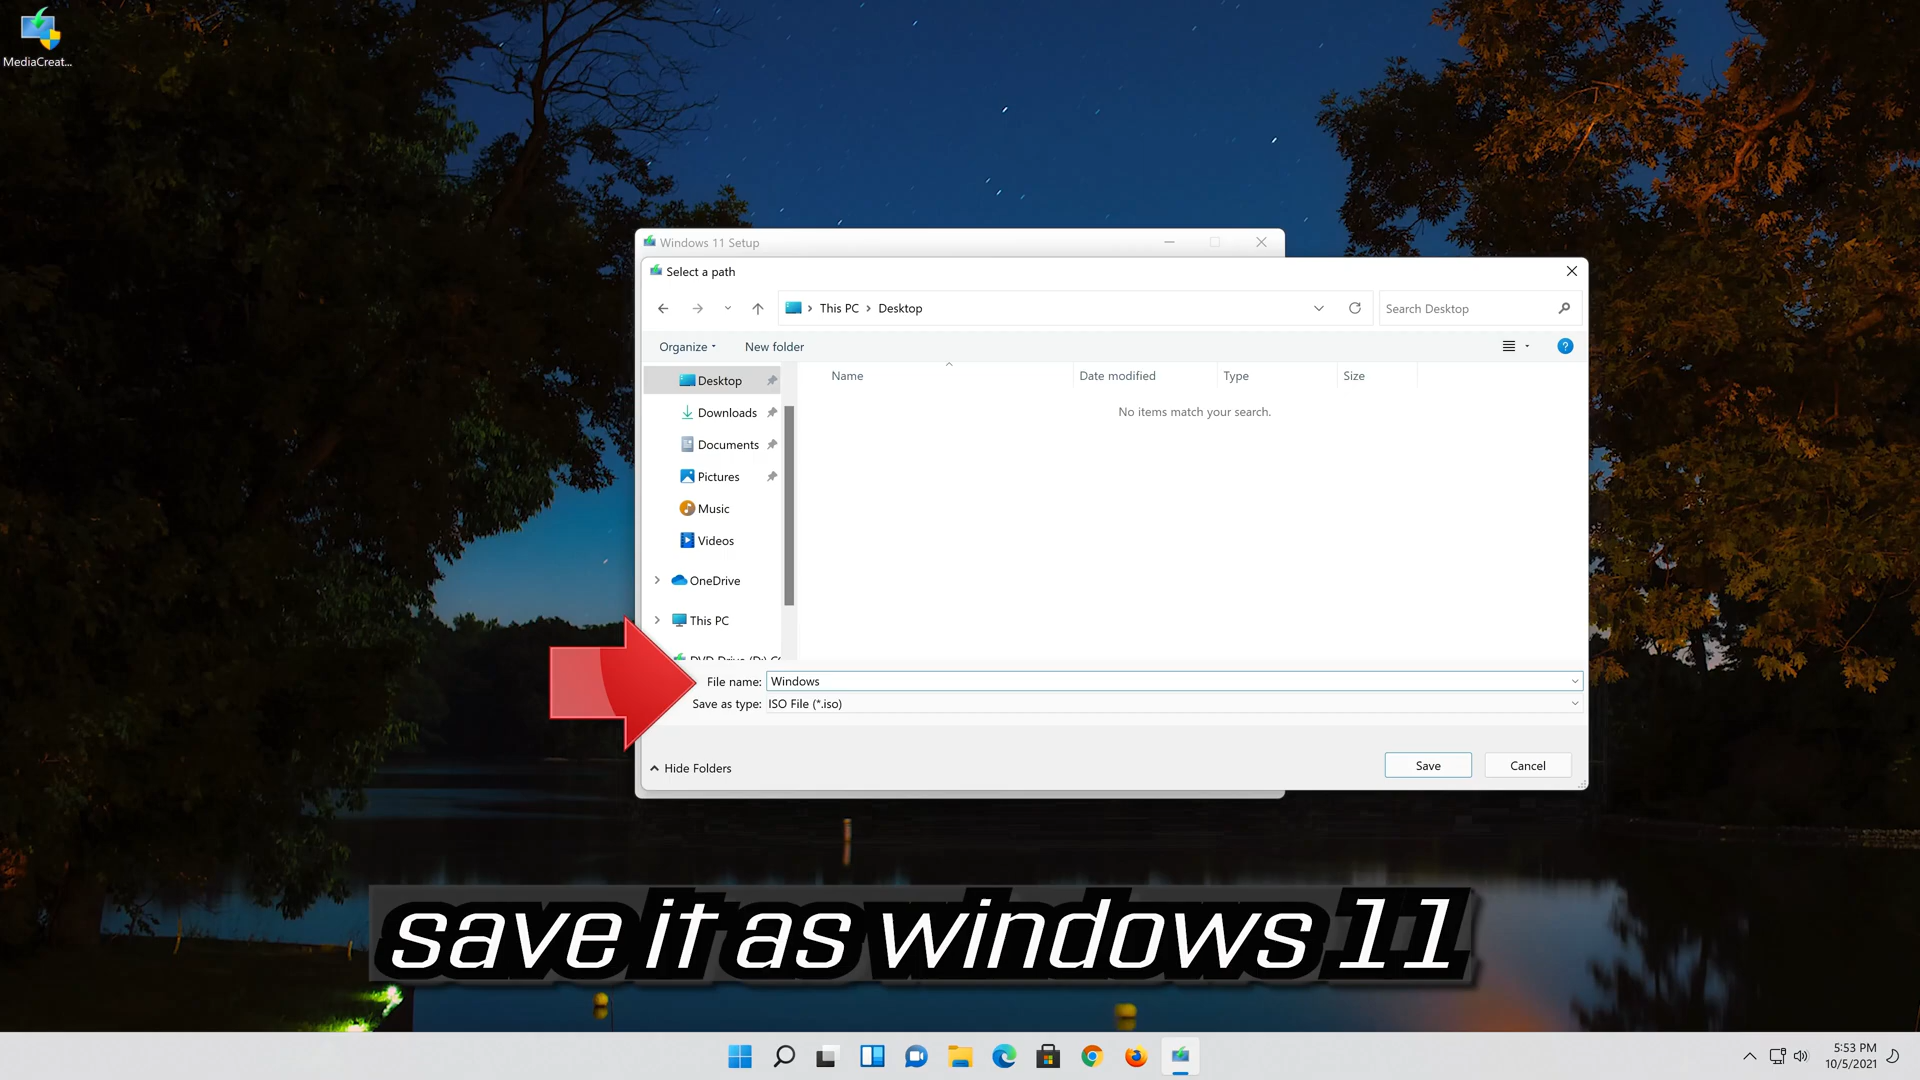 MediaCreat...
Windows 11 Setup
Select a path
This PC > Desktop
Search Desktop
Organize
New folder
Name
Date modified
Type
Size
No items match your search.
Desktop
Downloads
Documents
Pictures
Music
Videos
OneDrive
This PC
DVD Drive (D:)
File name: Windows
Save as type: ISO File (*.iso)
Hide Folders
Save
Cancel
save it as windows 11
5:53 PM
10/5/2021